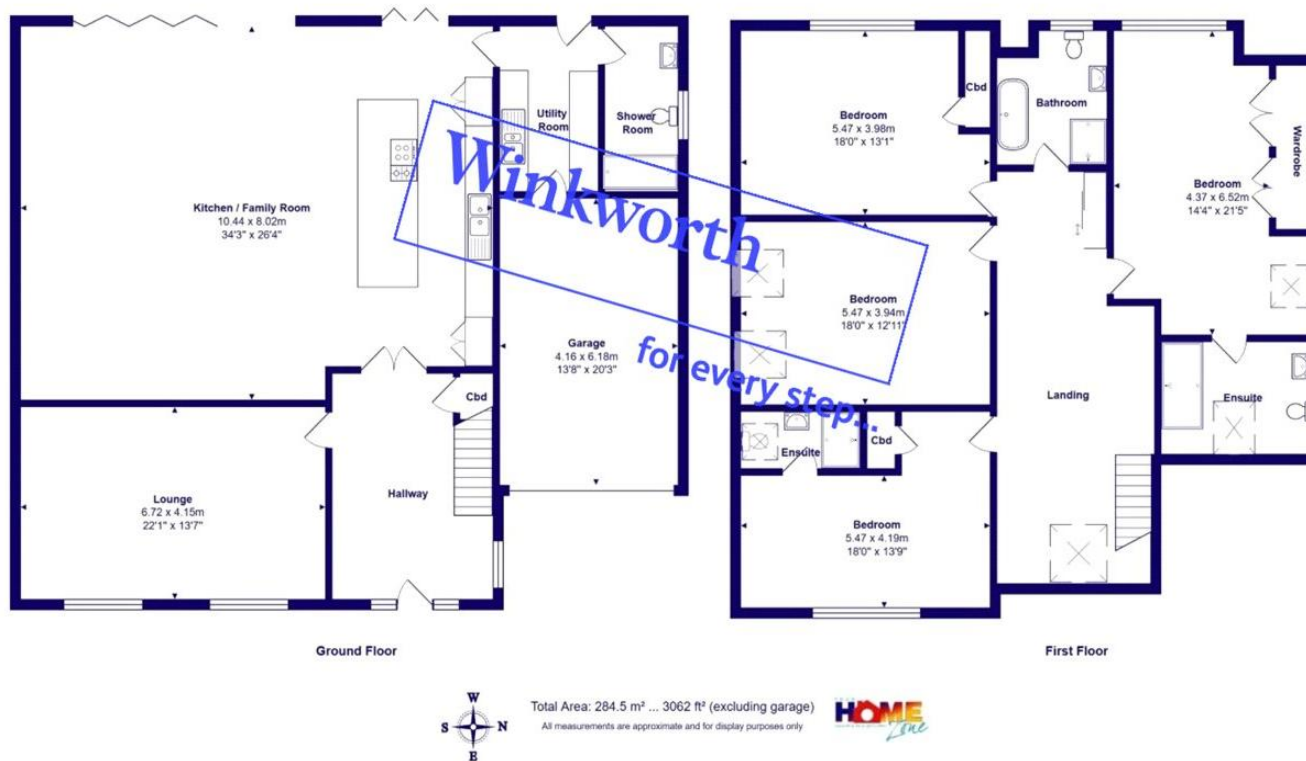 Kitchen / Family Room
10.44 x 8.02m
34'3" x 26'4"
Utility
Room
Shower
Room
Garage
4.16 x 6.18m
13'8" x 20'3"
Cbd
Lounge
6.72 x 4.15m
22'1" x 13'7"
Hallway
Ground Floor
Bedroom
5.47 x 3.98m
18'0" x 13'1"
Cbd
Bathroom
Bedroom
4.37 x 6.52m
14'4" x 21'5"
Wardrobe
Bedroom
5.47 x 3.94m
18'0" x 12'11"
Landing
Ensuite
Cbd
Ensuite
Bedroom
5.47 x 4.19m
18'0" x 13'9"
First Floor
Winkworth
for every step...
W
S N
E
Total Area: 284.5 m² ... 3062 ft² (excluding garage)
All measurements are approximate and for display purposes only
HOME
Zone